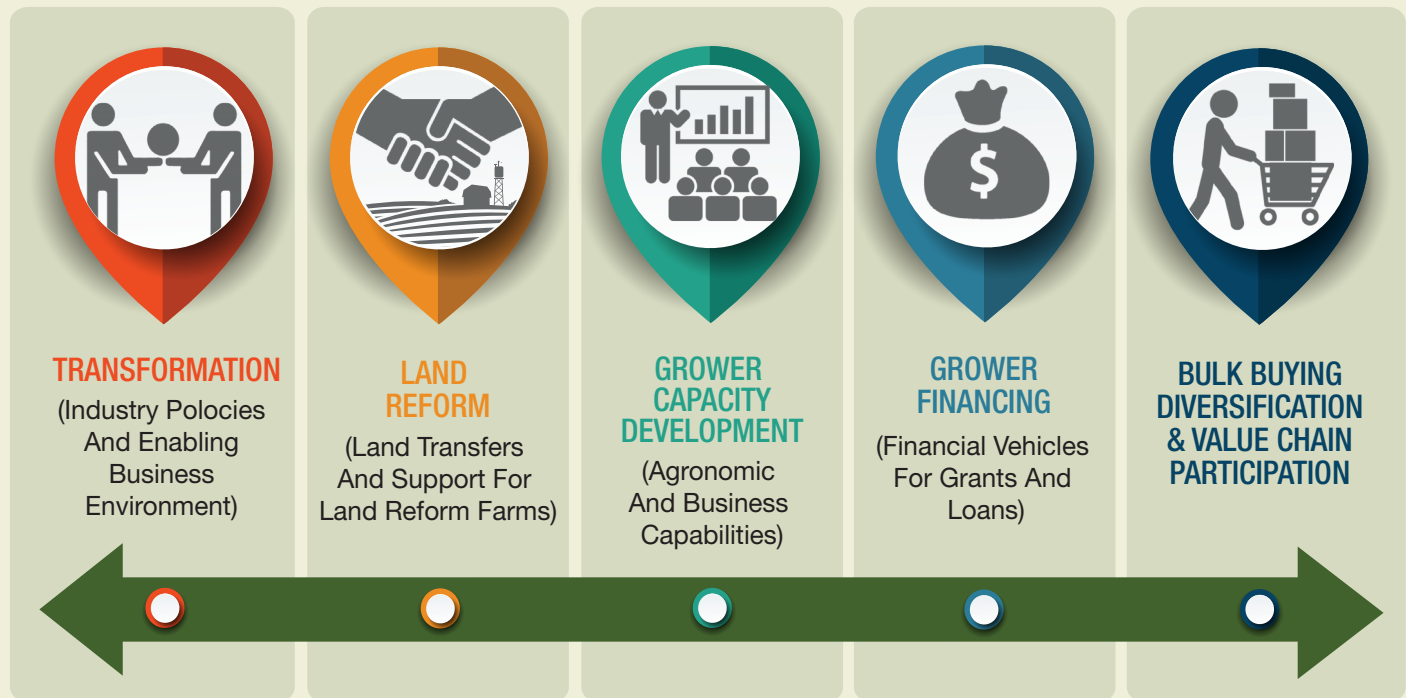 $
TRANSFORMATION
(Industry Polocies
And Enabling
Business
Environment)
LAND
REFORM
(Land Transfers
And Support For
Land Reform Farms)
GROWER
CAPACITY
DEVELOPMENT
(Agronomic
And Business
Capabilities)
GROWER
FINANCING
(Financial Vehicles
For Grants And
Loans)
BULK BUYING
DIVERSIFICATION
& VALUE CHAIN
PARTICIPATION